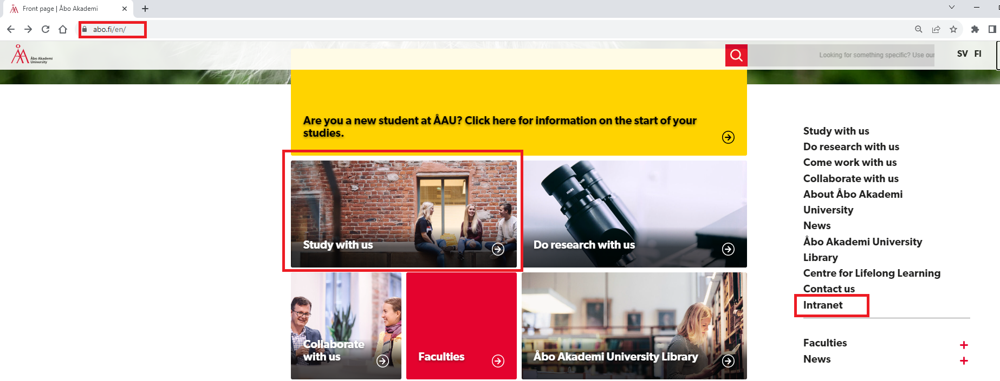 Front page | Åbo Akademi
abo.fi/en/
Åbo Akademi
University
Looking for something specific? Use our
SV FI
Are you a new student at ÅAU? Click here for information on the start of your
studies.
Study with us
Do research with us
Collaborate
with us
Faculties
Åbo Akademi University Library
Study with us
Do research with us
Come work with us
Collaborate with us
About Åbo Akademi
University
News
Åbo Akademi University
Library
Centre for Lifelong Learning
Contact us
Intranet
Faculties
News